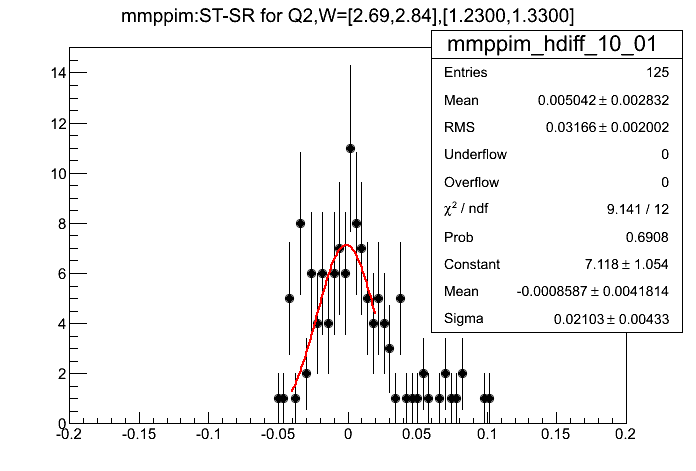 mmppim:ST-SR for Q2,W=[2.69,2.84],[1.2300,1.3300]
mmppim_hdiff_10_01
Entries 125
Mean 0.005042 ± 0.002832
RMS 0.03166 ± 0.002002
Underflow 0
Overflow 0
χ² / ndf 9.141 / 12
Prob 0.6908
Constant 7.118 ± 1.054
Mean -0.0008587 ± 0.0041814
Sigma 0.02103 ± 0.00433
14
12
10
8
6
4
2
0
-0.2 -0.15 -0.1 -0.05 0 0.05 0.1 0.15 0.2